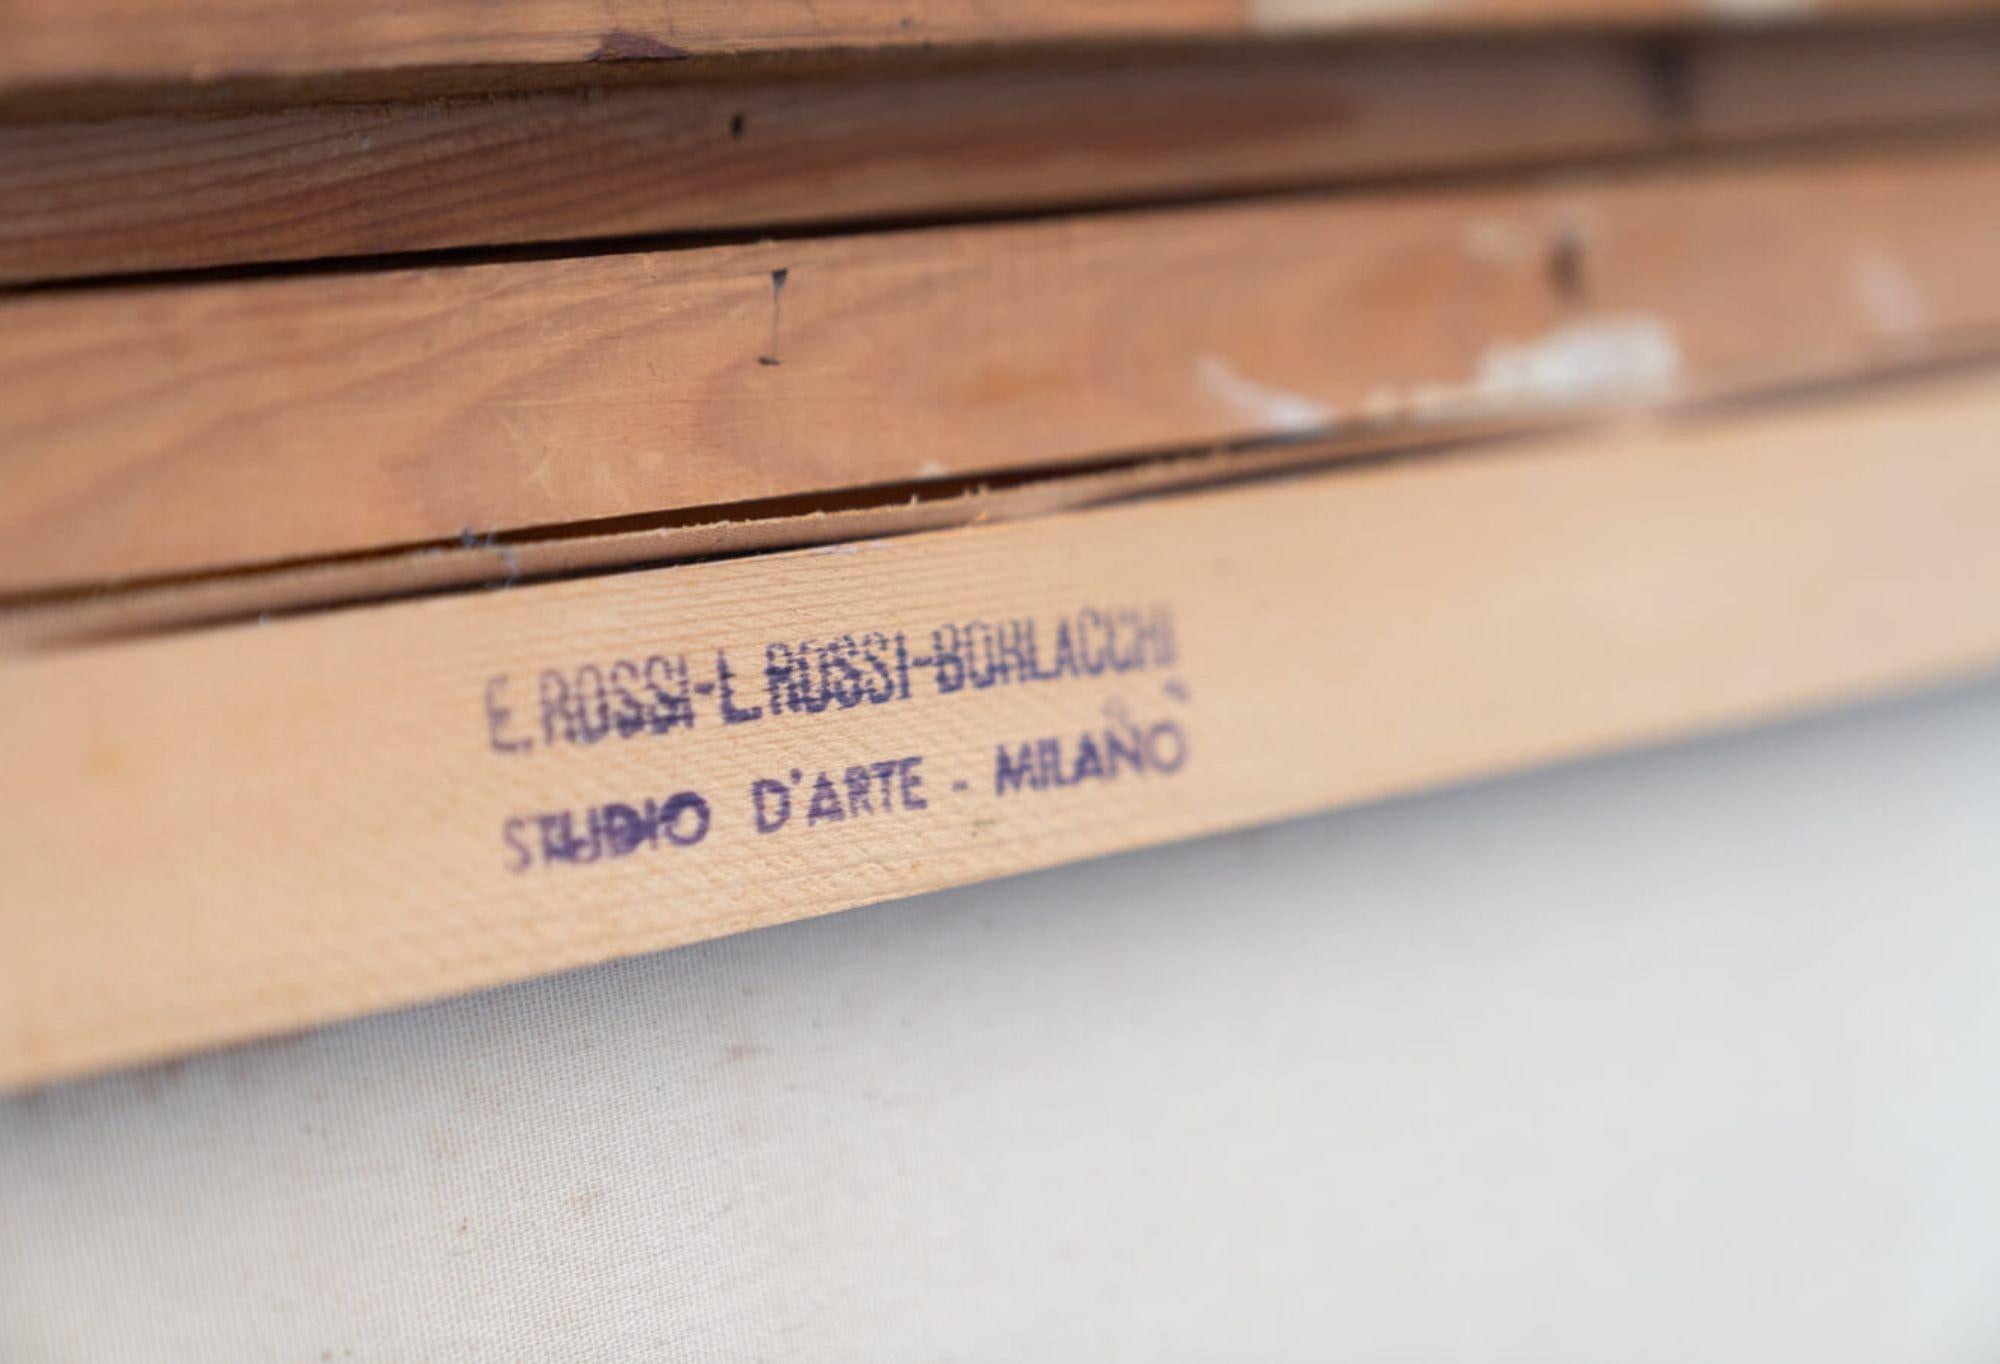 E. ROSSI-L. ROSSI-BORLACCHI
STUDIO D'ARTE - MILANO